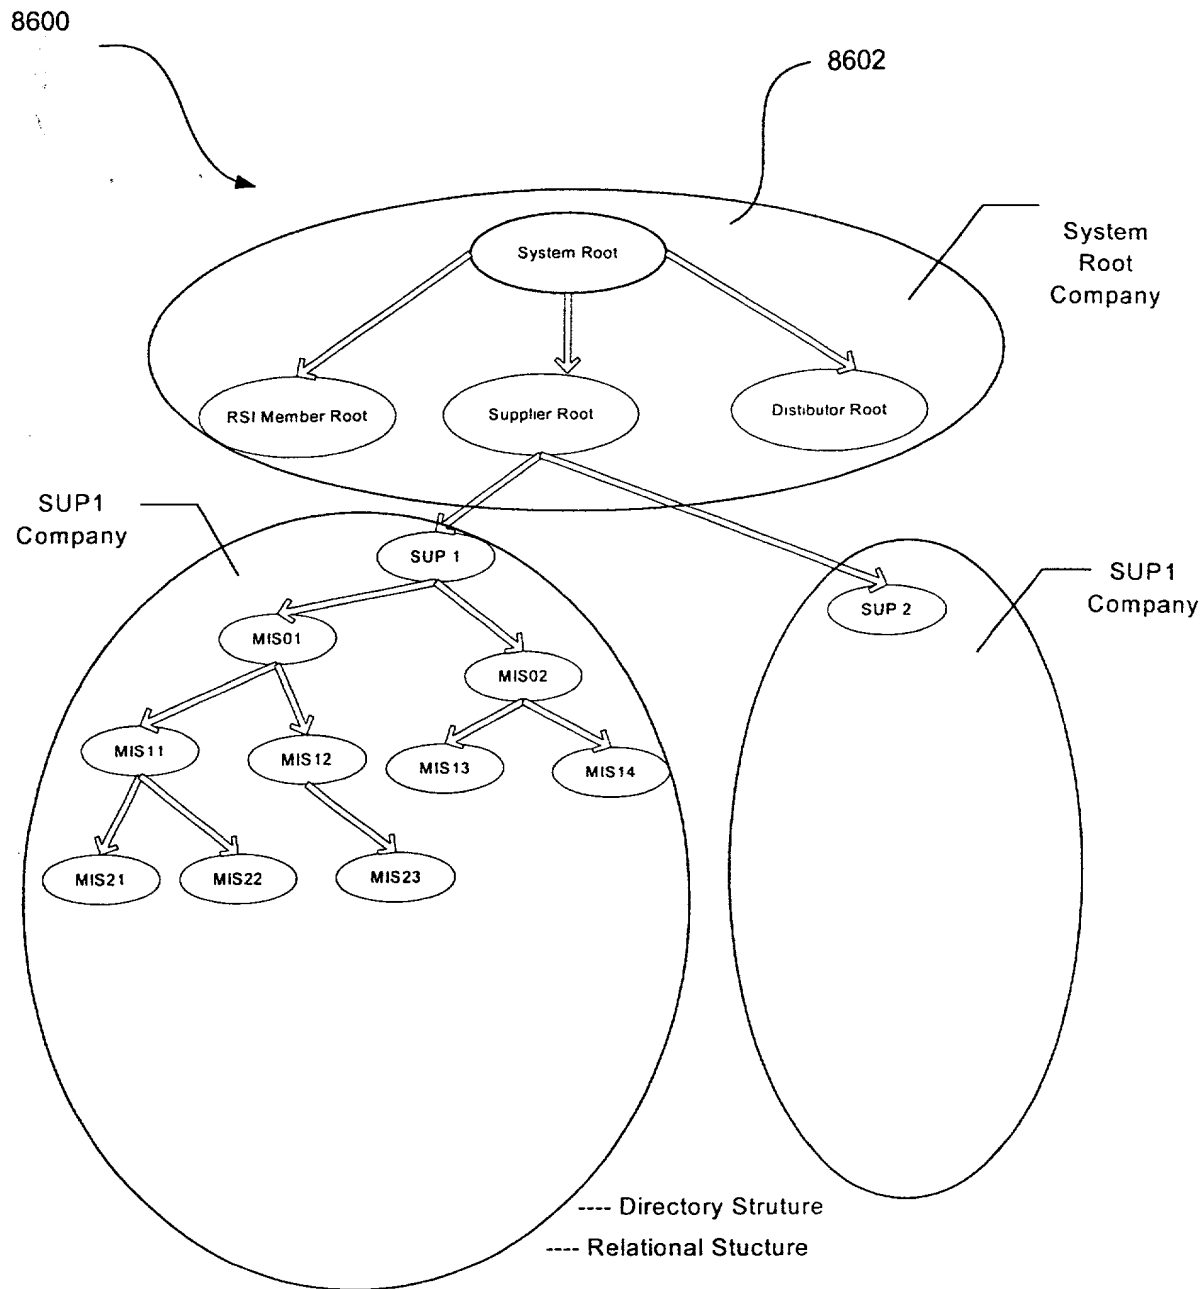 8600
8602
System Root
System
Root
Company
RSI Member Root
Supplier Root
Distibutor Root
SUP1
Company
SUP 1
SUP 2
SUP1
Company
MIS01
MIS02
MIS11
MIS12
MIS13
MIS14
MIS21
MIS22
MIS23
---- Directory Struture
---- Relational Stucture